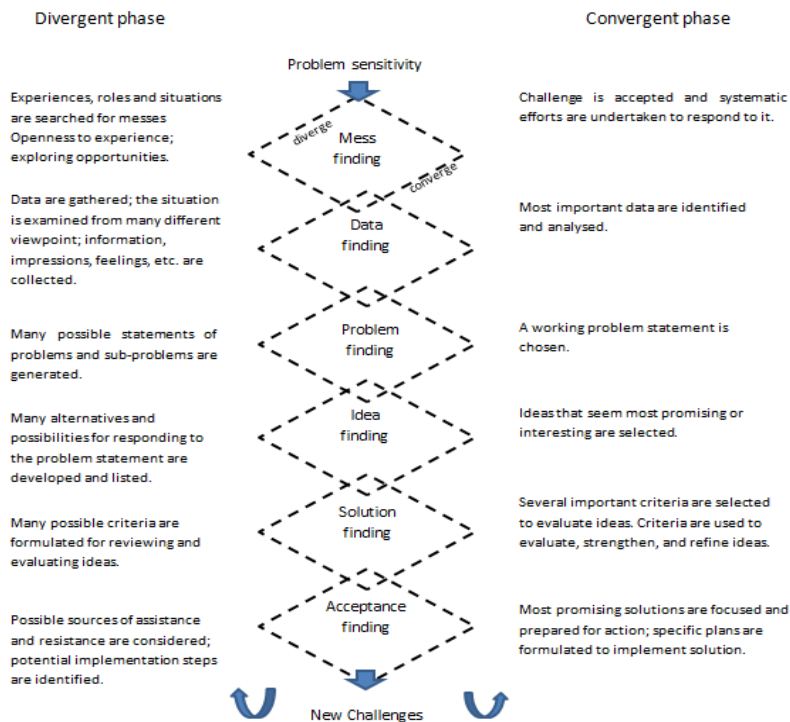 Divergent phase
Convergent phase
Problem sensitivity
Experiences, roles and situations
are searched for messes
Openness to experience;
exploring opportunities.
diverge
Mess
finding
converge
Challenge is accepted and systematic
efforts are undertaken to respond to it.
Data are gathered; the situation
is examined from many different
viewpoint; information,
impressions, feelings, etc. are
collected.
Data
finding
Most important data are identified
and analysed.
Many possible statements of
problems and sub-problems are
generated.
Problem
finding
A working problem statement is
chosen.
Many alternatives and
possibilities for responding to
the problem statement are
developed and listed.
Idea
finding
Ideas that seem most promising or
interesting are selected.
Many possible criteria are
formulated for reviewing and
evaluating ideas.
Solution
finding
Several important criteria are selected
to evaluate ideas. Criteria are used to
evaluate, strengthen, and refine ideas.
Possible sources of assistance
and resistance are considered;
potential implementation steps
are identified.
Acceptance
finding
Most promising solutions are focused and
prepared for action; specific plans are
formulated to implement solution.
New Challenges